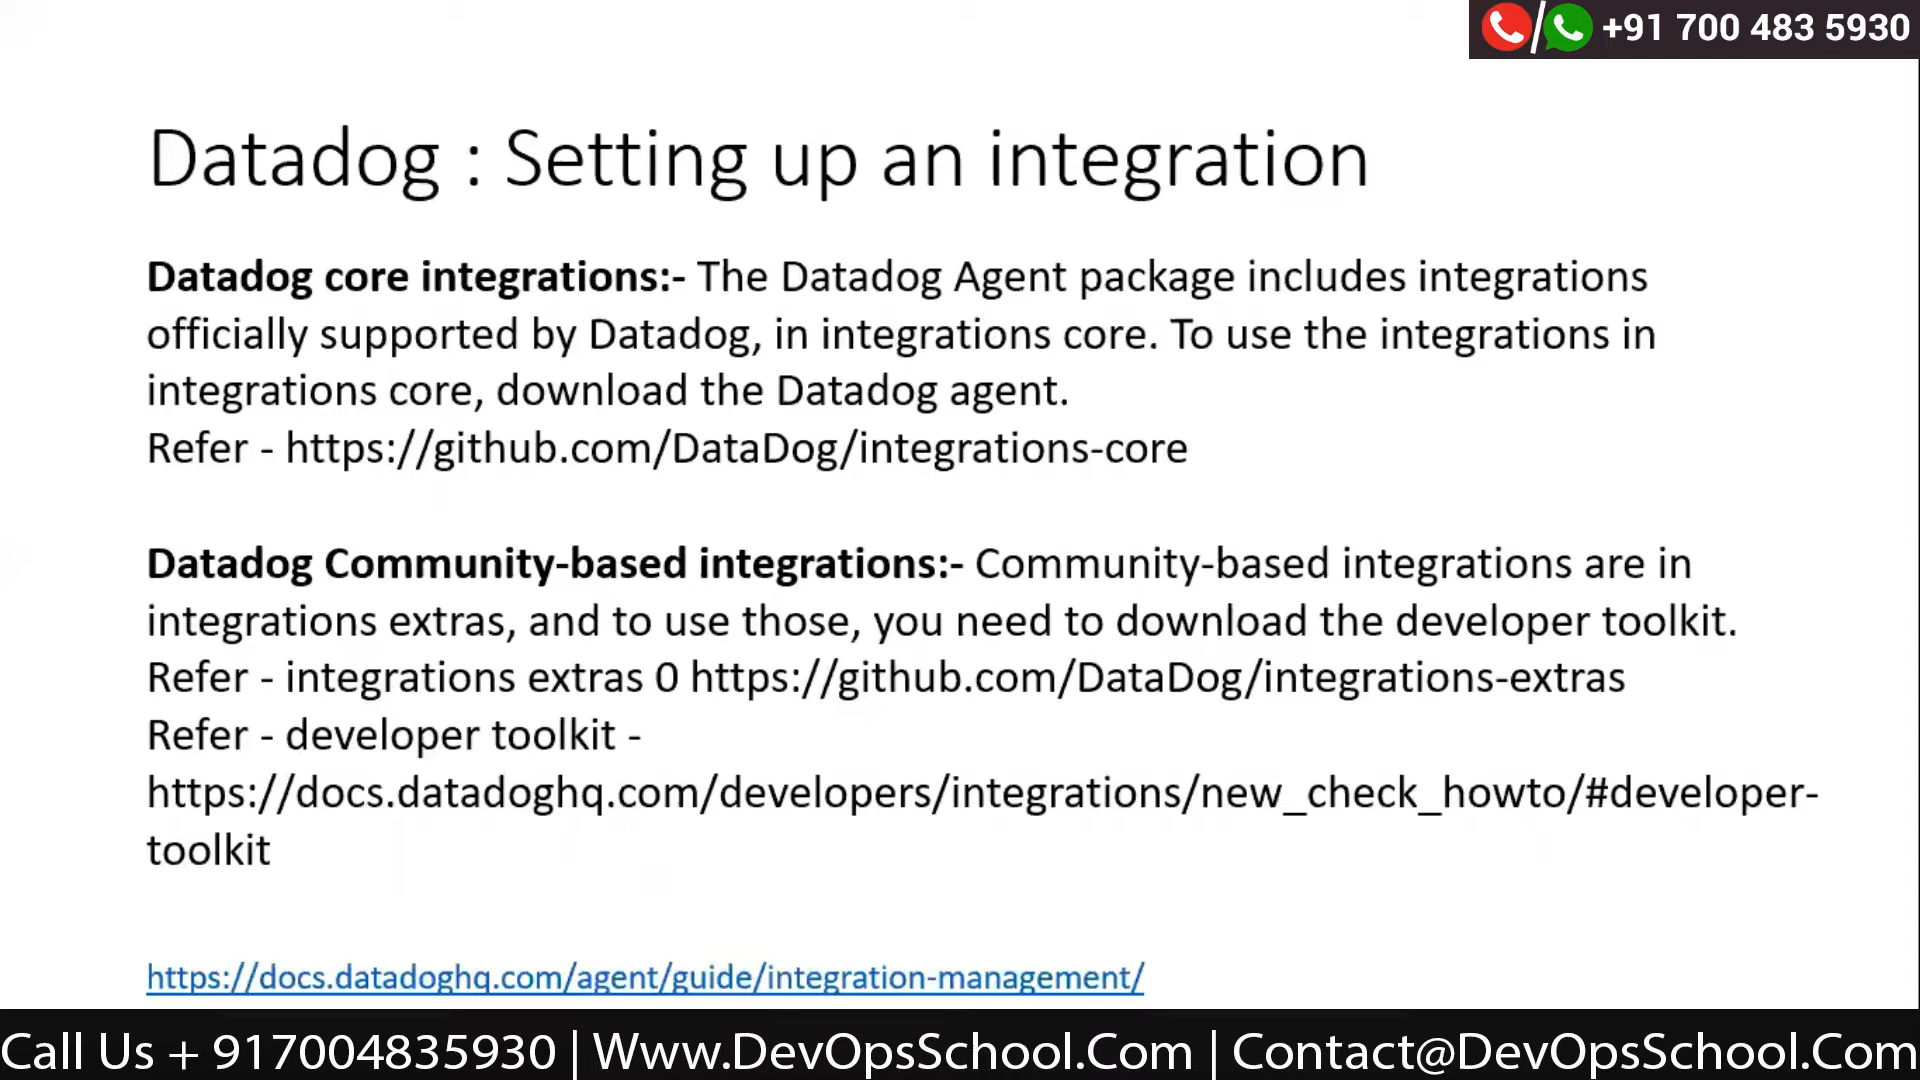 +91 700 483 5930
Datadog : Setting up an integration
Datadog core integrations:- The Datadog Agent package includes integrations
officially supported by Datadog, in integrations core. To use the integrations in
integrations core, download the Datadog agent.
Refer - https://github.com/DataDog/integrations-core
Datadog Community-based integrations:- Community-based integrations are in
integrations extras, and to use those, you need to download the developer toolkit.
Refer - integrations extras 0 https://github.com/DataDog/integrations-extras
Refer - developer toolkit -
https://docs.datadoghq.com/developers/integrations/new_check_howto/#developer-
toolkit
https://docs.datadoghq.com/agent/guide/integration-management/
Call Us + 917004835930 | Www.DevOpsSchool.Com | Contact@DevOpsSchool.Com